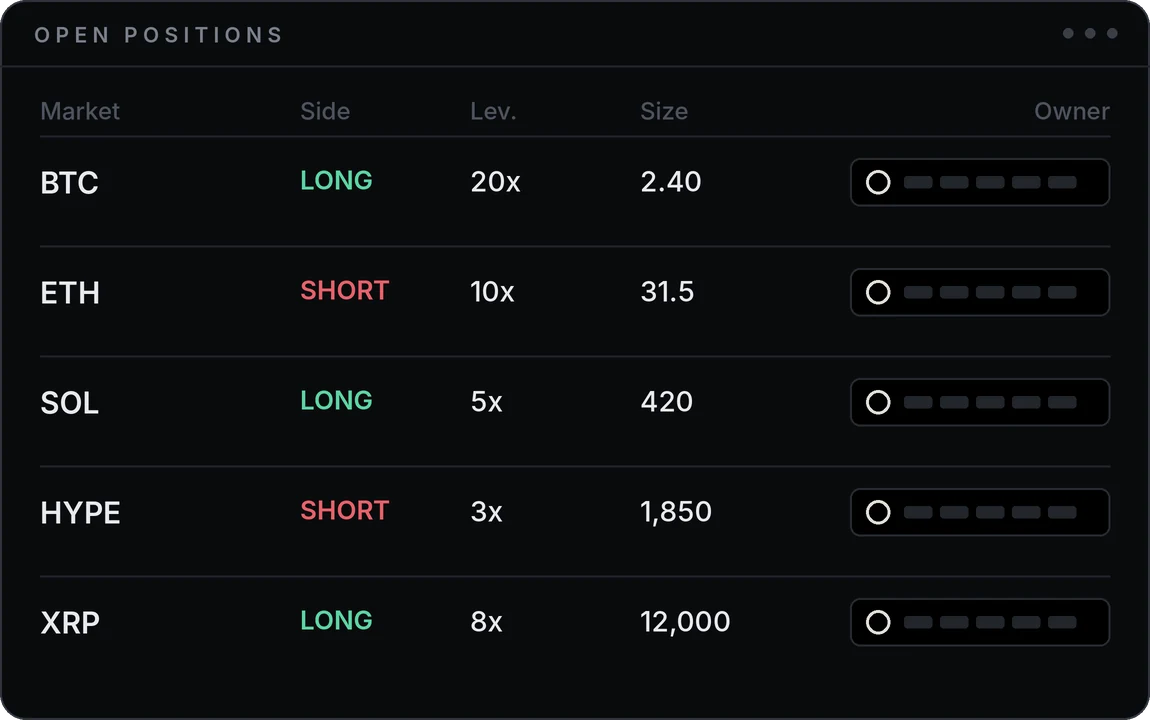 OPEN POSITIONS
Market Side Lev. Size Owner
BTC LONG 20x 2.40
ETH SHORT 10x 31.5
SOL LONG 5x 420
HYPE SHORT 3x 1,850
XRP LONG 8x 12,000